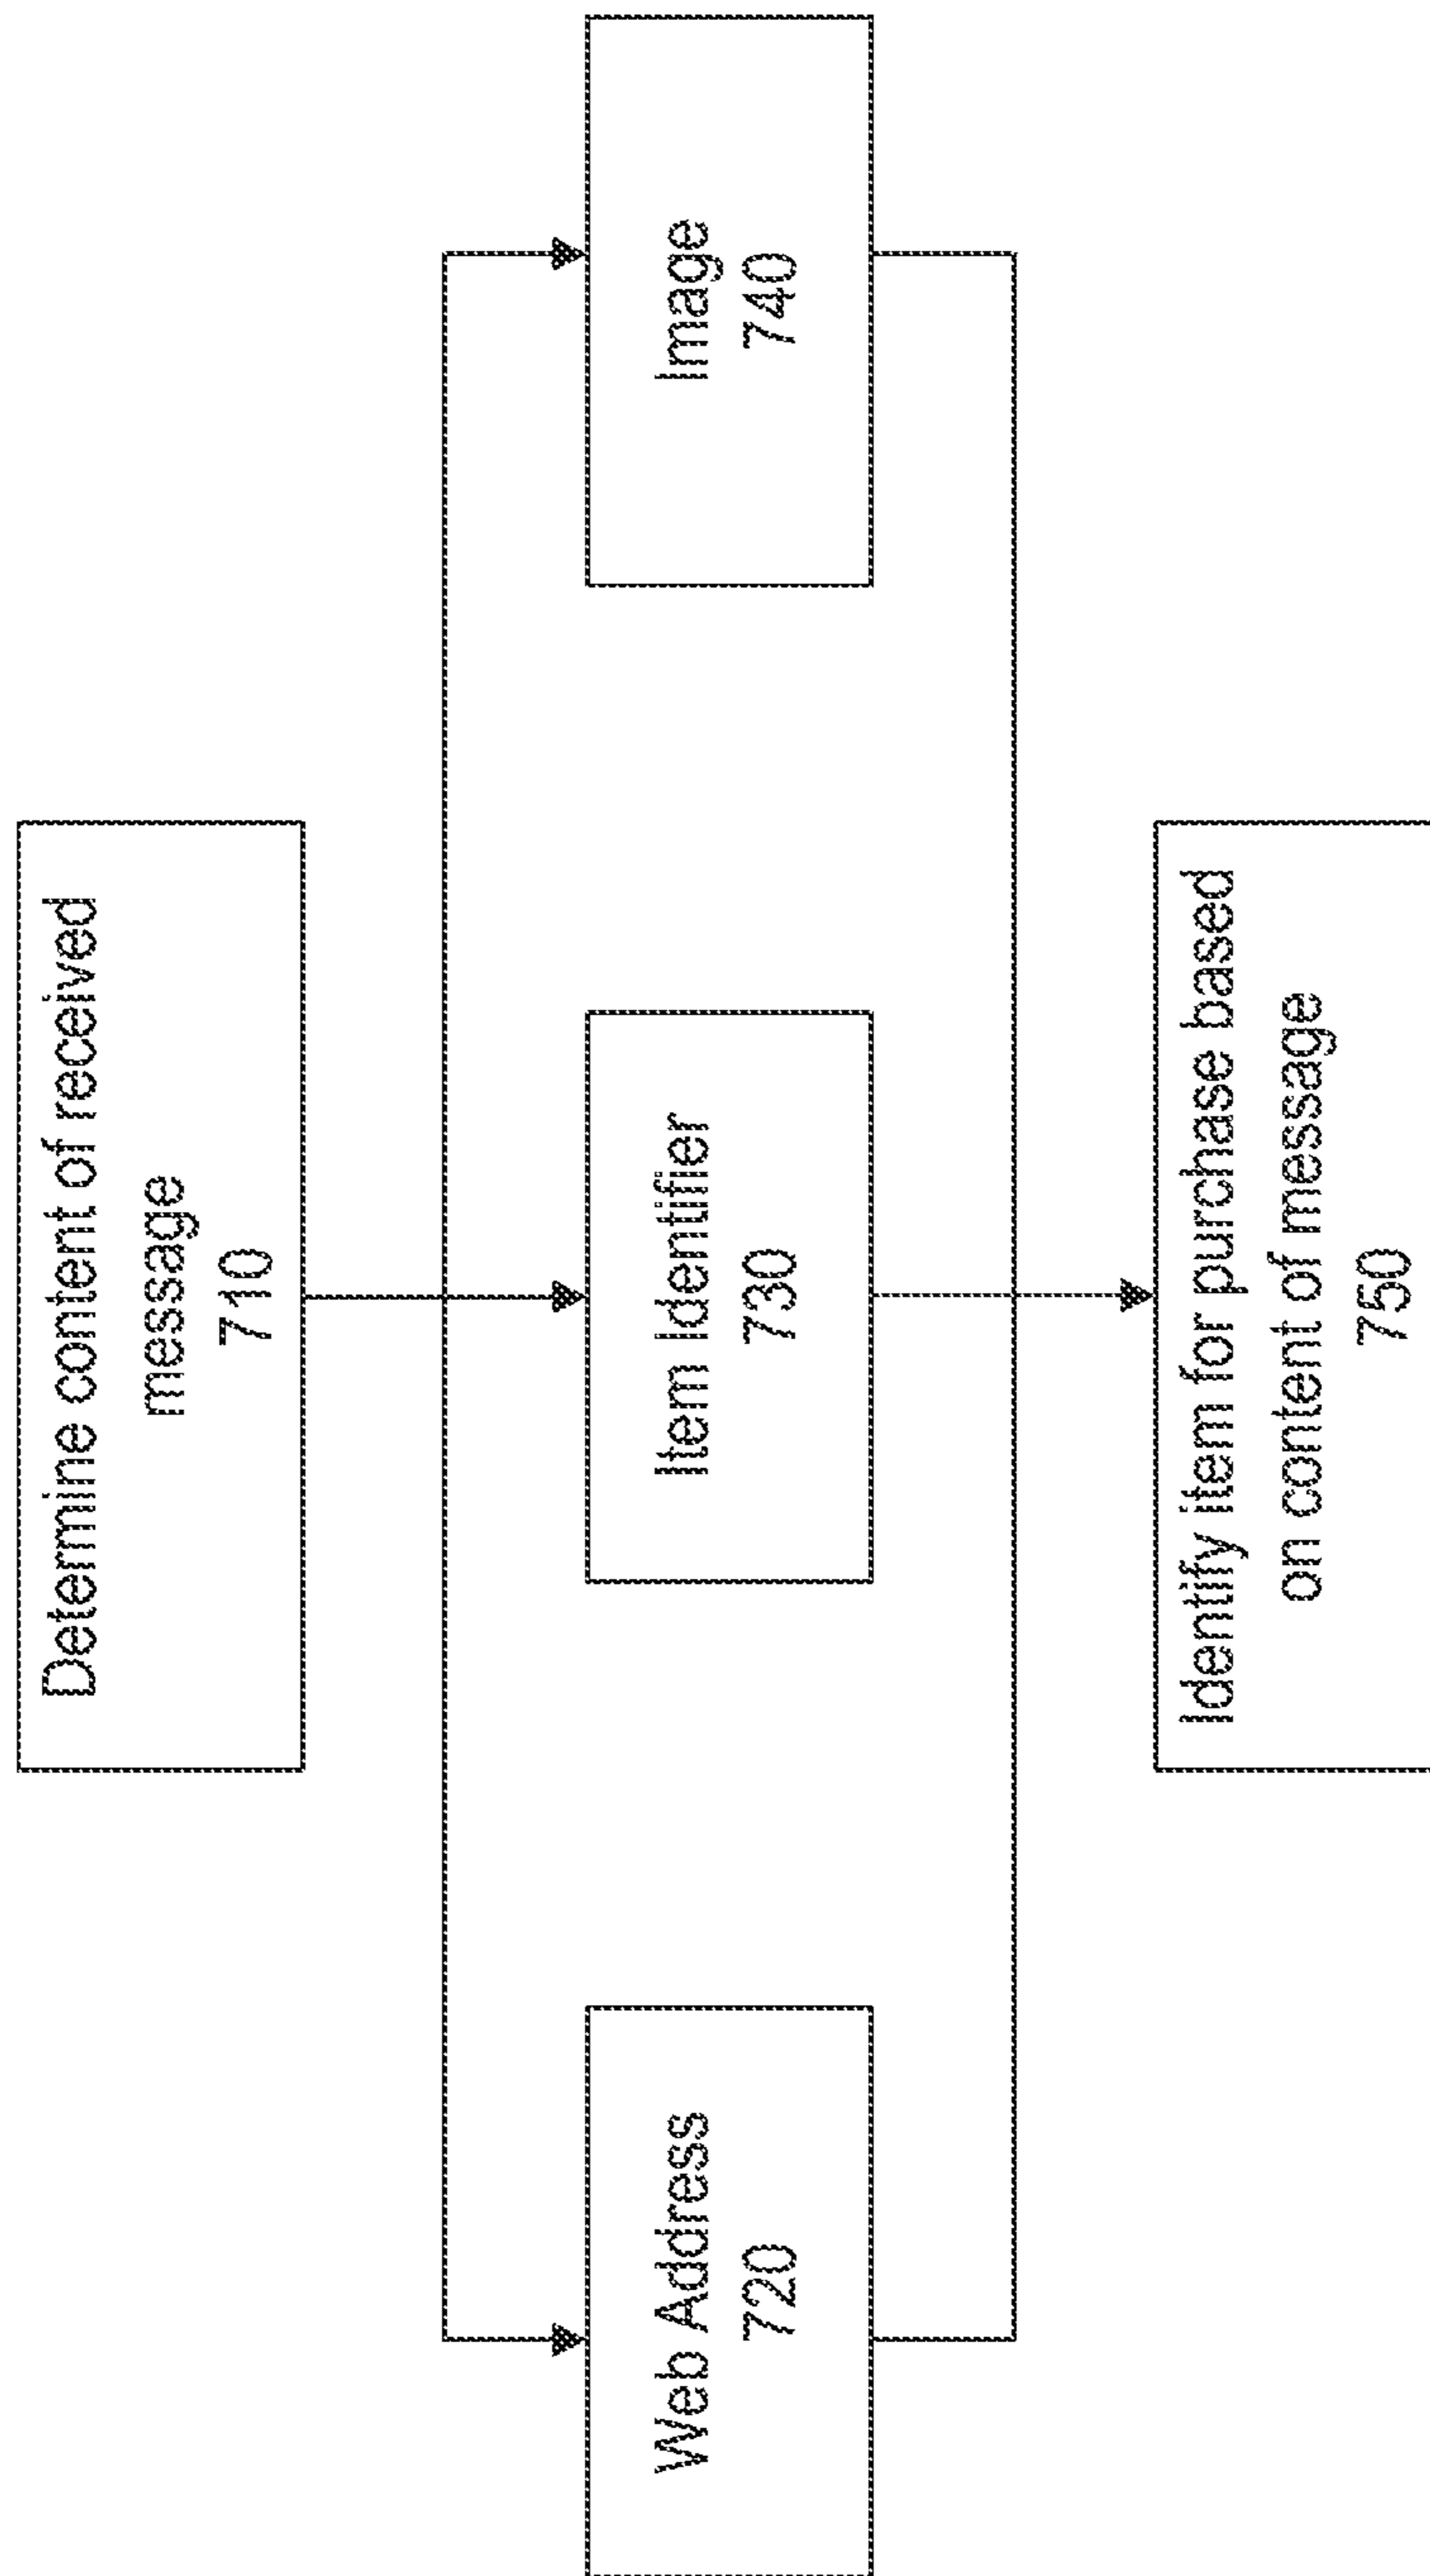 Determine content of received
message
710
Web Address
720
Item Identifier
730
Image
740
Identify item for purchase based
on content of message
750